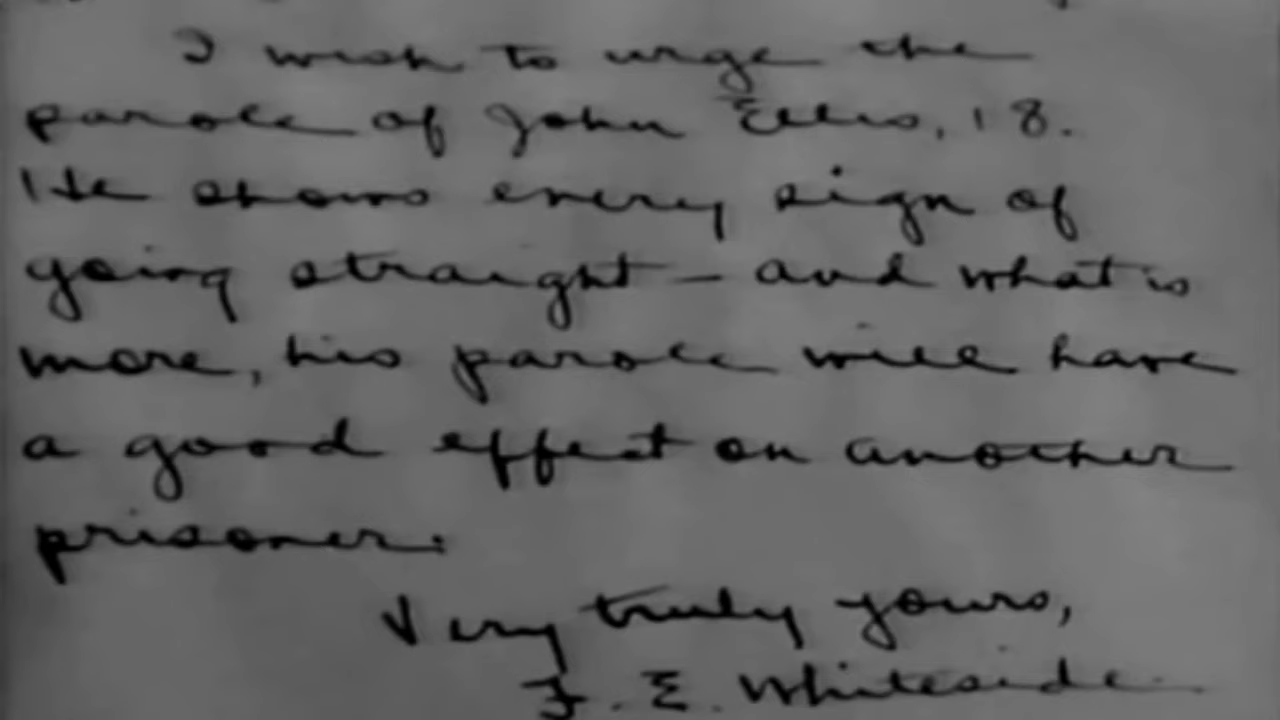 I wish to urge the
parole of John Ellis, 18.
He shows every sign of
going straight – and what is
more, his parole will have
a good effect on another
prisoner.
Very truly yours,
F. E. Whiteside